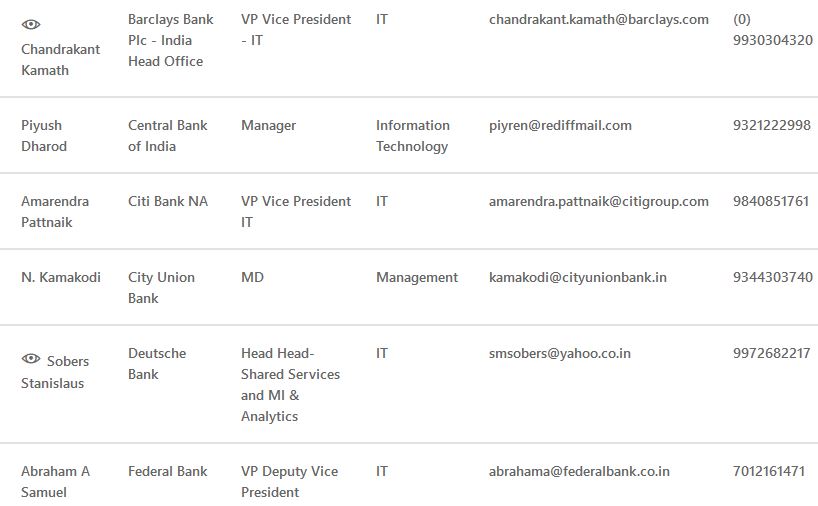 Chandrakant Kamath Barclays Bank Plc - India Head Office VP Vice President - IT IT chandrakant.kamath@barclays.com (0) 9930304320
Piyush Dharod Central Bank of India Manager Information Technology piyren@rediffmail.com 9321222998
Amarendra Pattnaik Citi Bank NA VP Vice President IT IT amarendra.pattnaik@citigroup.com 9840851761
N. Kamakodi City Union Bank MD Management kamakodi@cityunionbank.in 9344303740
Sobers Stanislaus Deutsche Bank Head Head-Shared Services and MI & Analytics IT smsobers@yahoo.co.in 9972682217
Abraham A Samuel Federal Bank VP Deputy Vice President IT abrahama@federalbank.co.in 7012161471